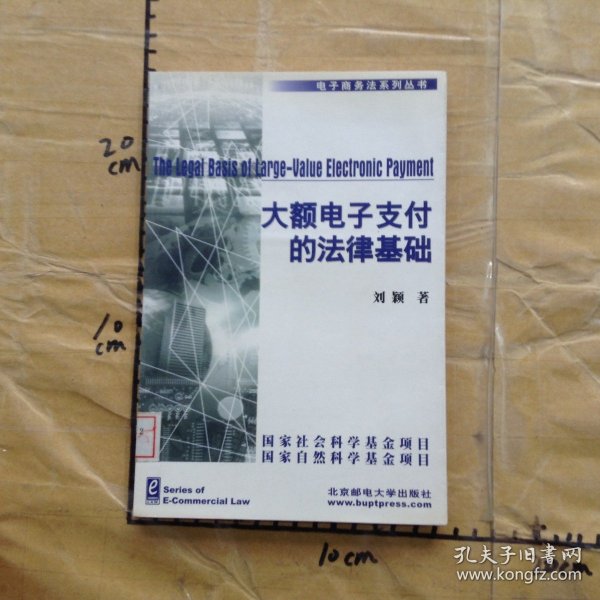 电子商务法系列丛书
20
cm
The Legal Basis of Large-Value Electronic Payment
大额电子支付
的法律基础
刘颖 著
10
cm
国家社会科学基金项目
国家自然科学基金项目
e
Series of
E-Commercial Law
北京邮电大学出版社
www.buptpress.com
10cm
孔夫子旧书网
www.kongfz.com